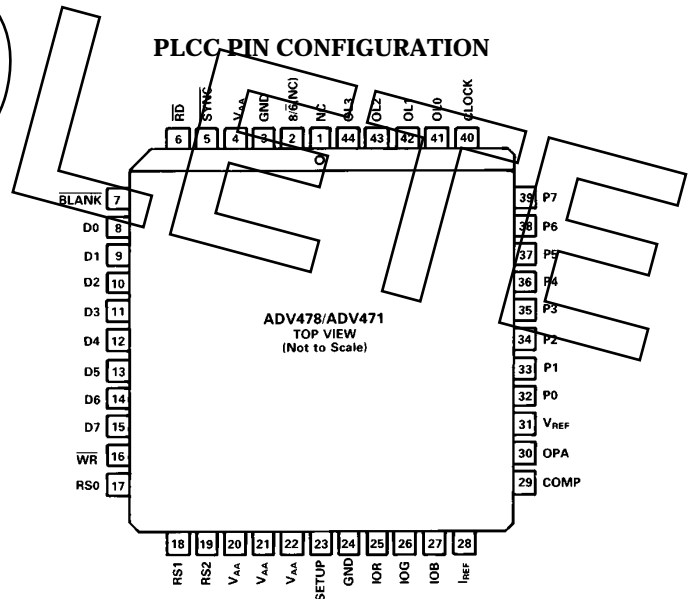 PLCC PIN CONFIGURATION
RD SYNC VAA GND 8/6(NC) NC OL3 OL2 OL1 OL0 CLOCK
6 5 4 3 2 1 44 43 42 41 40
BLANK 7
D0 8
D1 9
D2 10
D3 11
D4 12
D5 13
D6 14
D7 15
WR 16
RS0 17
ADV478/ADV471
TOP VIEW
(Not to Scale)
39 P7
38 P6
37 P5
36 P4
35 P3
34 P2
33 P1
32 P0
31 VREF
30 OPA
29 COMP
18 19 20 21 22 23 24 25 26 27 28
RS1 RS2 VAA VAA VAA SETUP GND IOR IOG IOB IREF
LETE